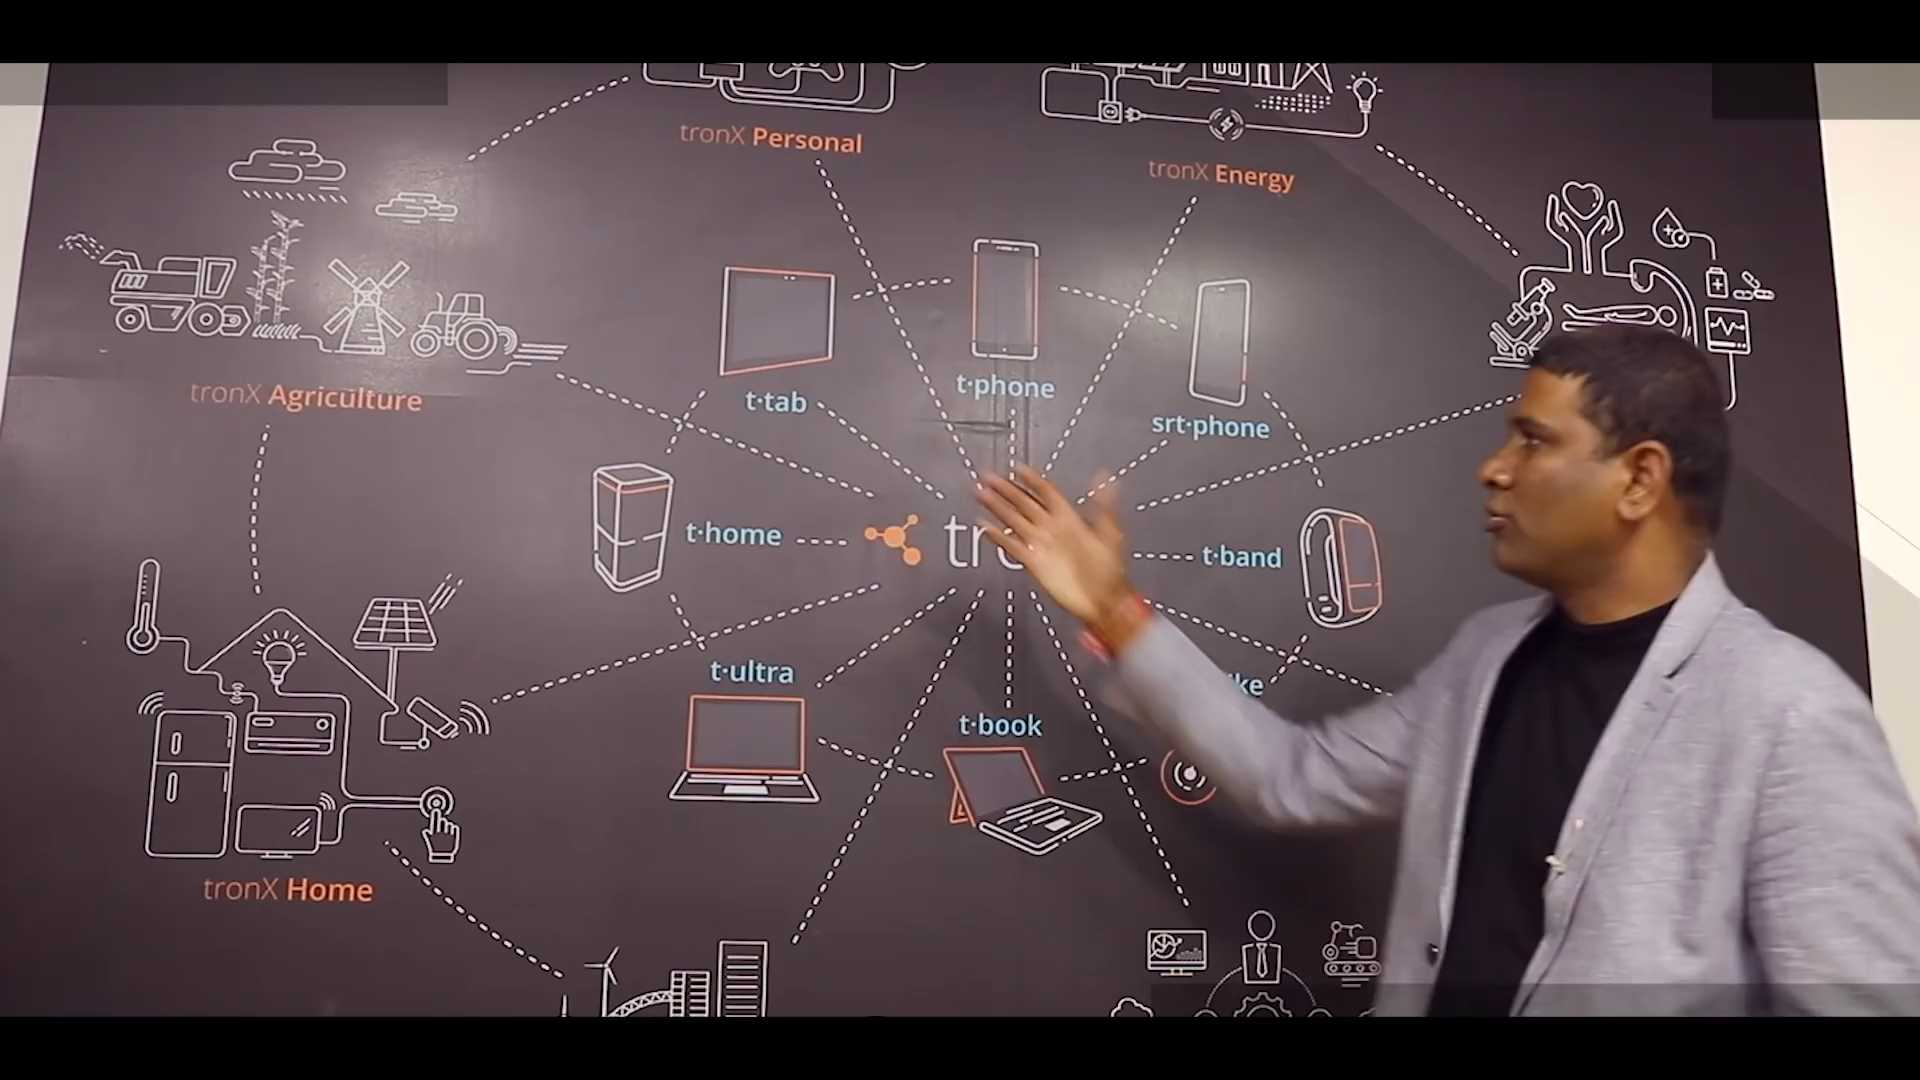 tronX Personal
tronX Energy
tronX Agriculture
t·tab
t·phone
srt·phone
t·home
t·band
t·ultra
t·book
tronX Home